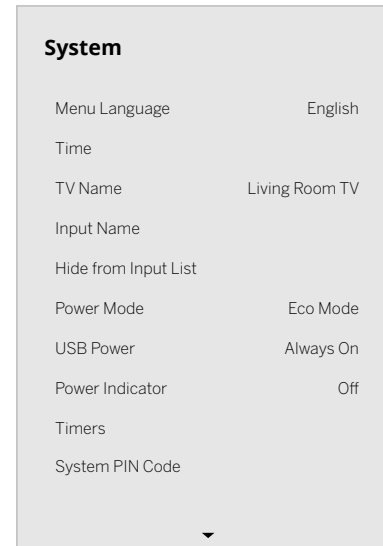 System
Menu Language English
Time
TV Name Living Room TV
Input Name
Hide from Input List
Power Mode Eco Mode
USB Power Always On
Power Indicator Off
Timers
System PIN Code